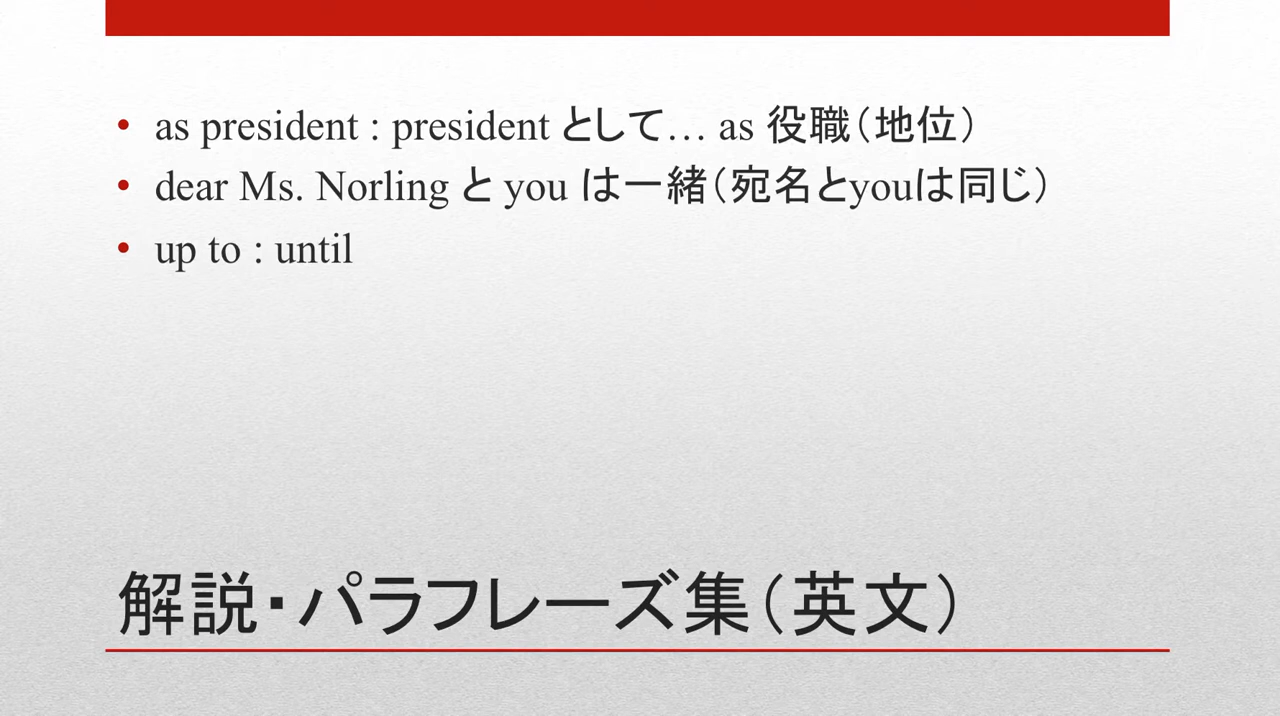 • as president : president として… as 役職（地位）
• dear Ms. Norling と you は一緒（宛名とyouは同じ）
• up to : until
解説・パラフレーズ集（英文）